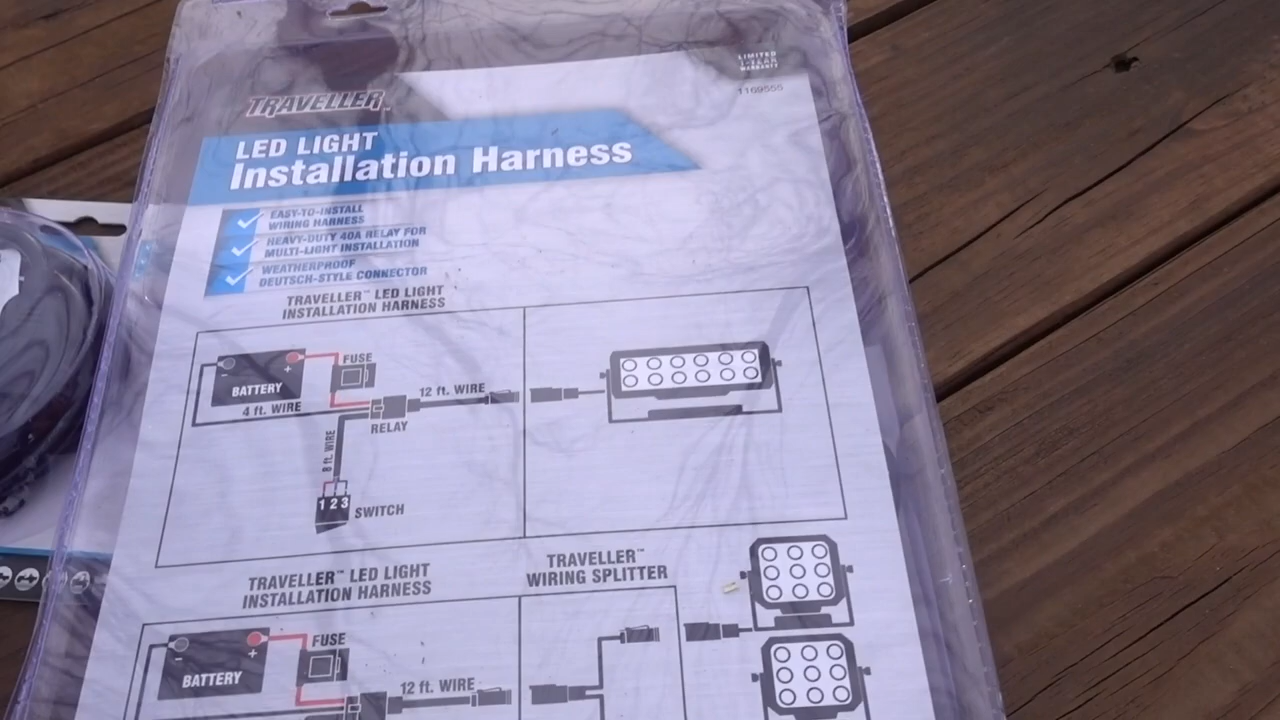 LIMITED
1-YEAR
WARRANTY
1169555
TRAVELLER™
LED LIGHT
Installation Harness
EASY-TO-INSTALL
WIRING HARNESS
HEAVY-DUTY 40A RELAY FOR
MULTI-LIGHT INSTALLATION
WEATHERPROOF
DEUTSCH-STYLE CONNECTOR
TRAVELLER™ LED LIGHT
INSTALLATION HARNESS
- +
BATTERY
FUSE
4 ft. WIRE
12 ft. WIRE
RELAY
8 ft. WIRE
1 2 3
SWITCH
TRAVELLER™ LED LIGHT
INSTALLATION HARNESS
TRAVELLER™
WIRING SPLITTER
- +
BATTERY
FUSE
12 ft. WIRE